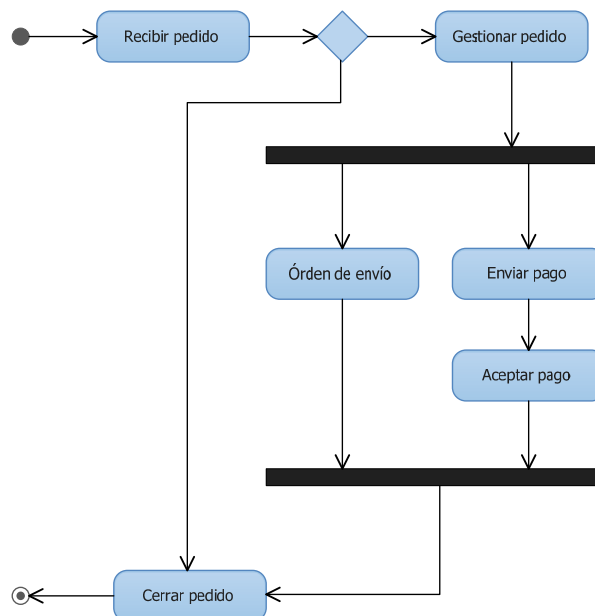 Recibir pedido
Gestionar pedido
Órden de envío
Enviar pago
Aceptar pago
Cerrar pedido